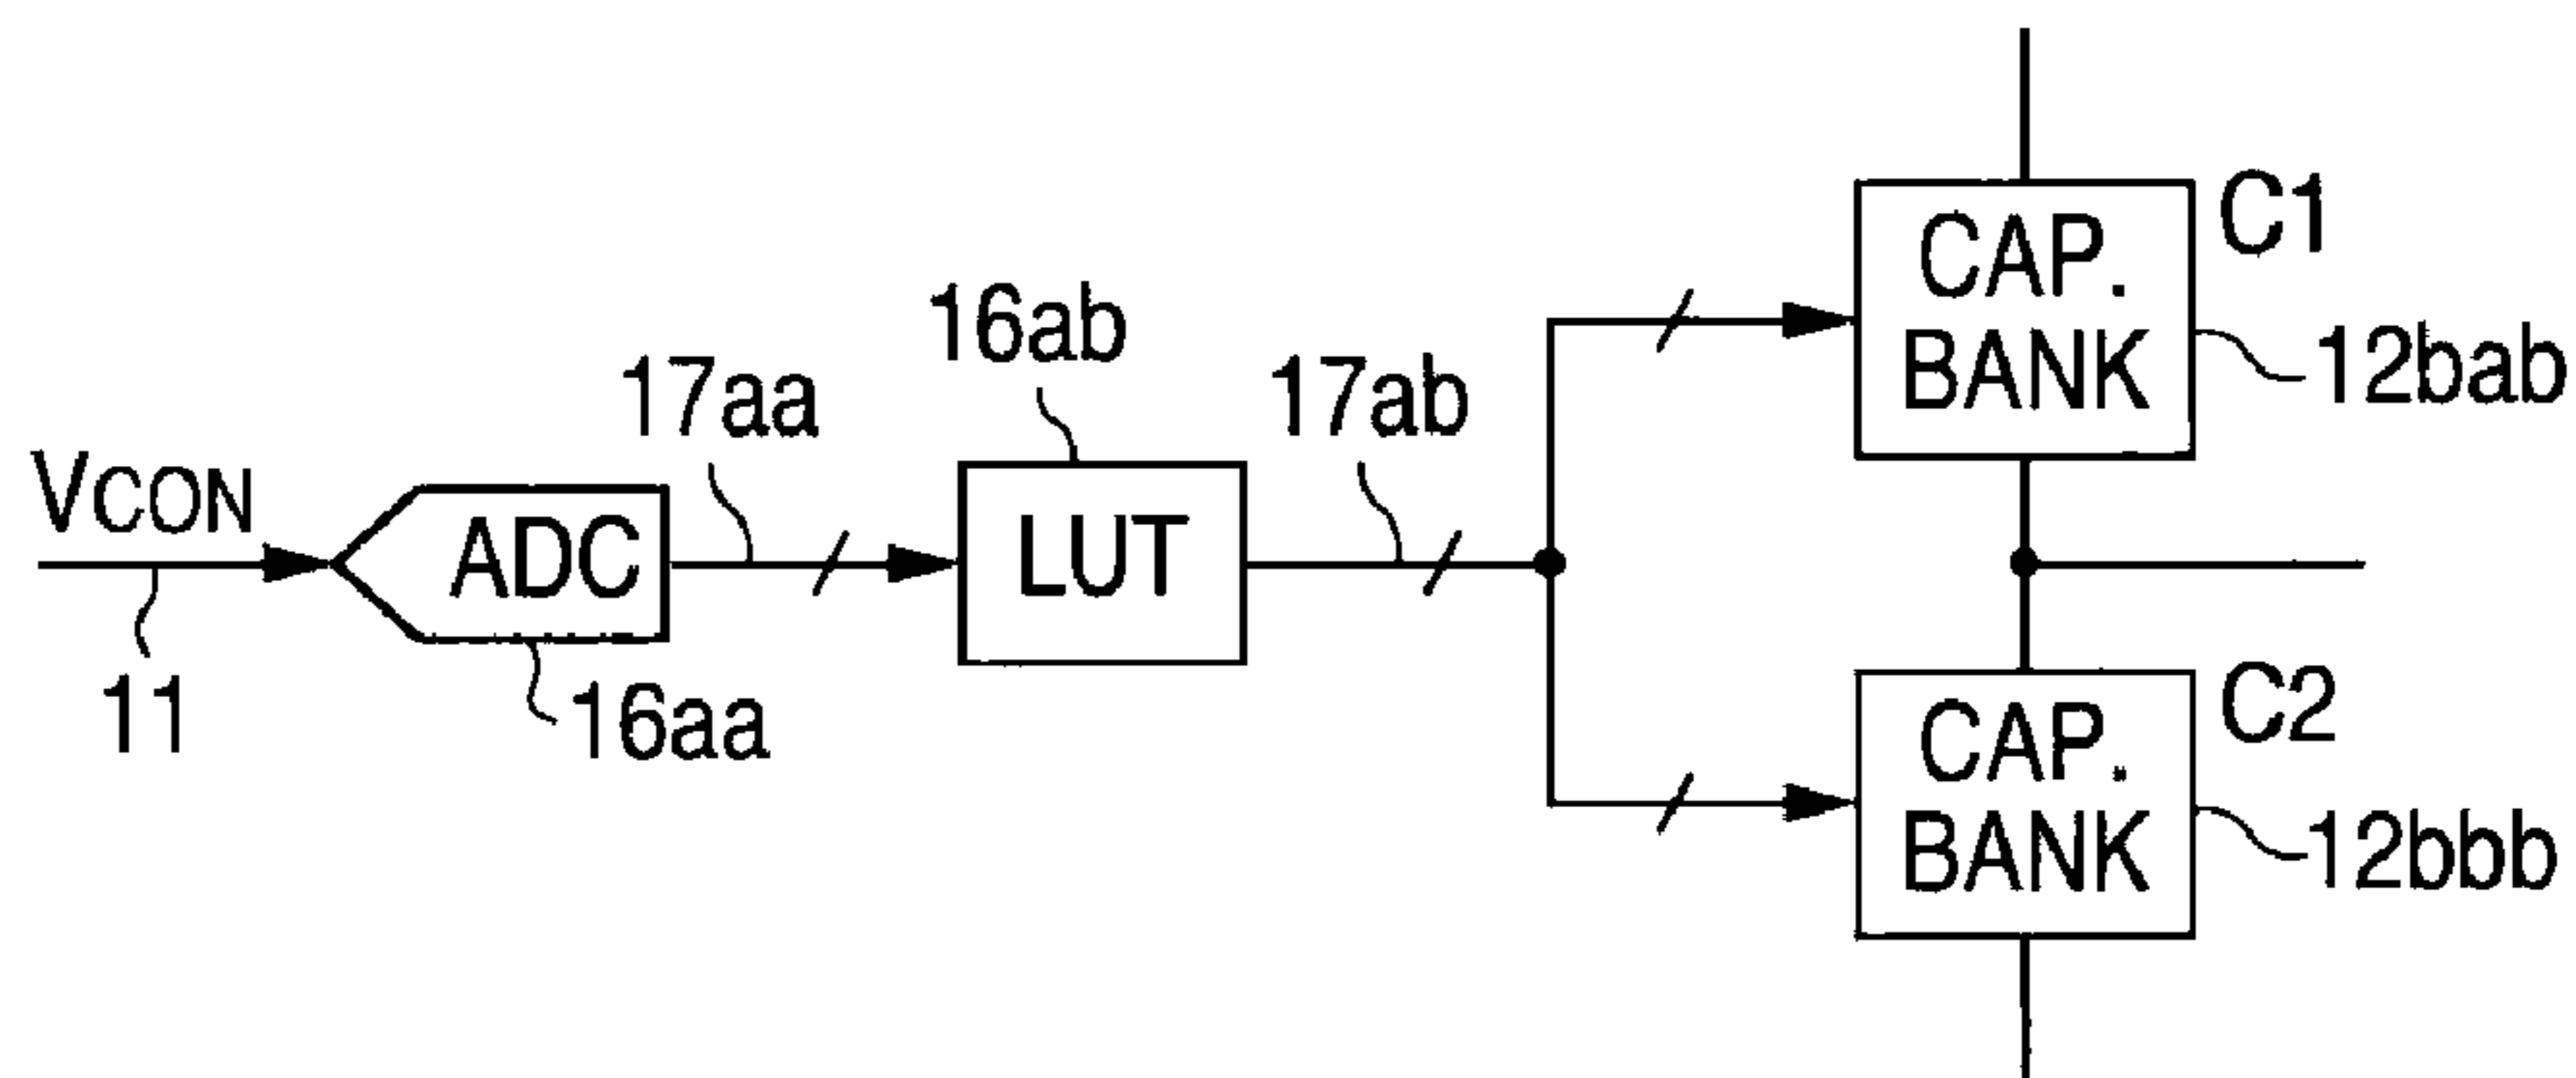 VCON
11
ADC
16aa
17aa
16ab
LUT
17ab
CAP.
BANK
C1
12bab
CAP.
BANK
C2
12bbb